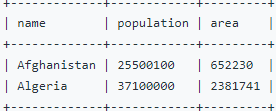 +-------------+------------+---------+
| name | population | area |
+-------------+------------+---------+
| Afghanistan | 25500100 | 652230 |
| Algeria | 37100000 | 2381741 |
+-------------+------------+---------+